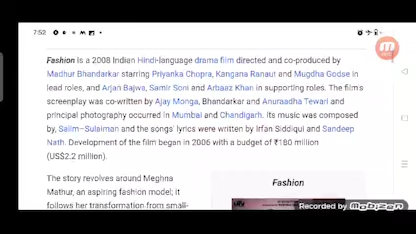 7:52
Fashion is a 2008 Indian Hindi-language drama film directed and co-produced by
Madhur Bhandarkar starring Priyanka Chopra, Kangana Ranaut and Mugdha Godse in
lead roles, and Arjan Bajwa, Samir Soni and Arbaaz Khan in supporting roles. The film's
screenplay was co-written by Ajay Monga, Bhandarkar and Anuraadha Tewari and
principal photography occurred in Mumbai and Chandigarh. Its music was composed
by, Salim–Sulaiman and the songs' lyrics were written by Irfan Siddiqui and Sandeep
Nath. Development of the film began in 2006 with a budget of ₹180 million
(US$2.2 million).
The story revolves around Meghna
Mathur, an aspiring fashion model; it
follows her transformation from small-
Fashion
Recorded by Mobizen